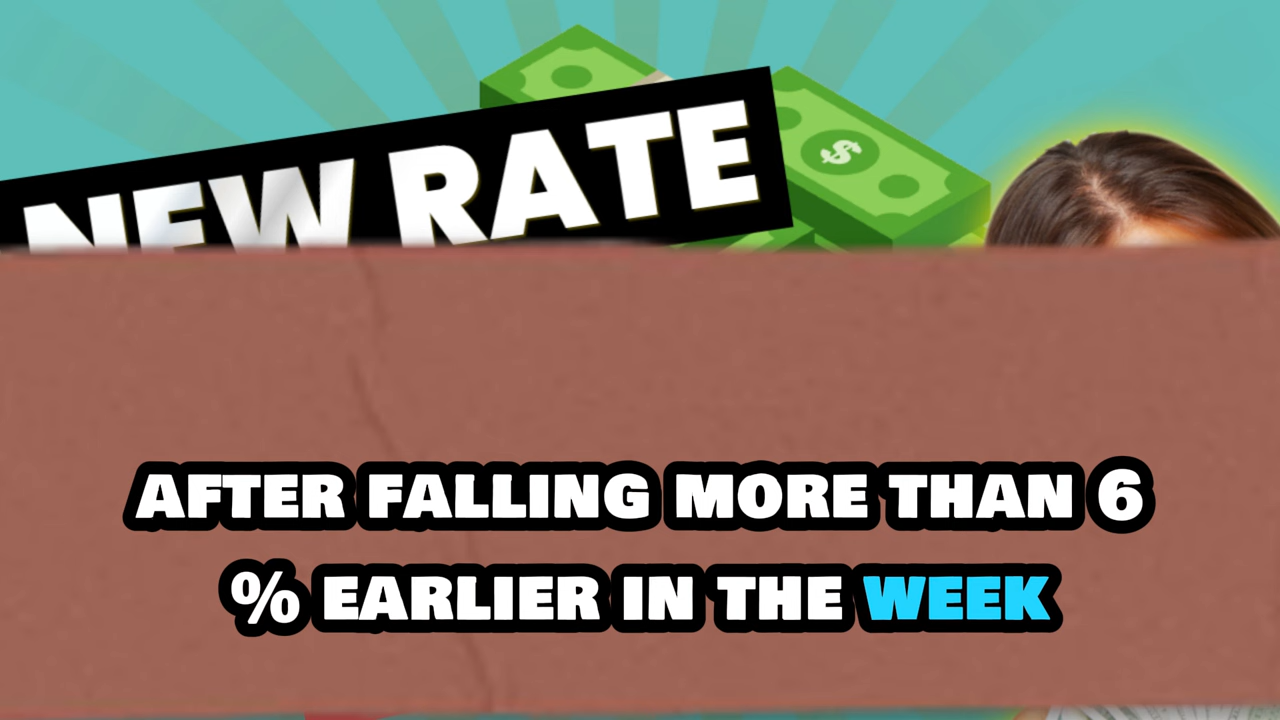 NEW RATE
AFTER FALLING MORE THAN 6
% EARLIER IN THE WEEK
$